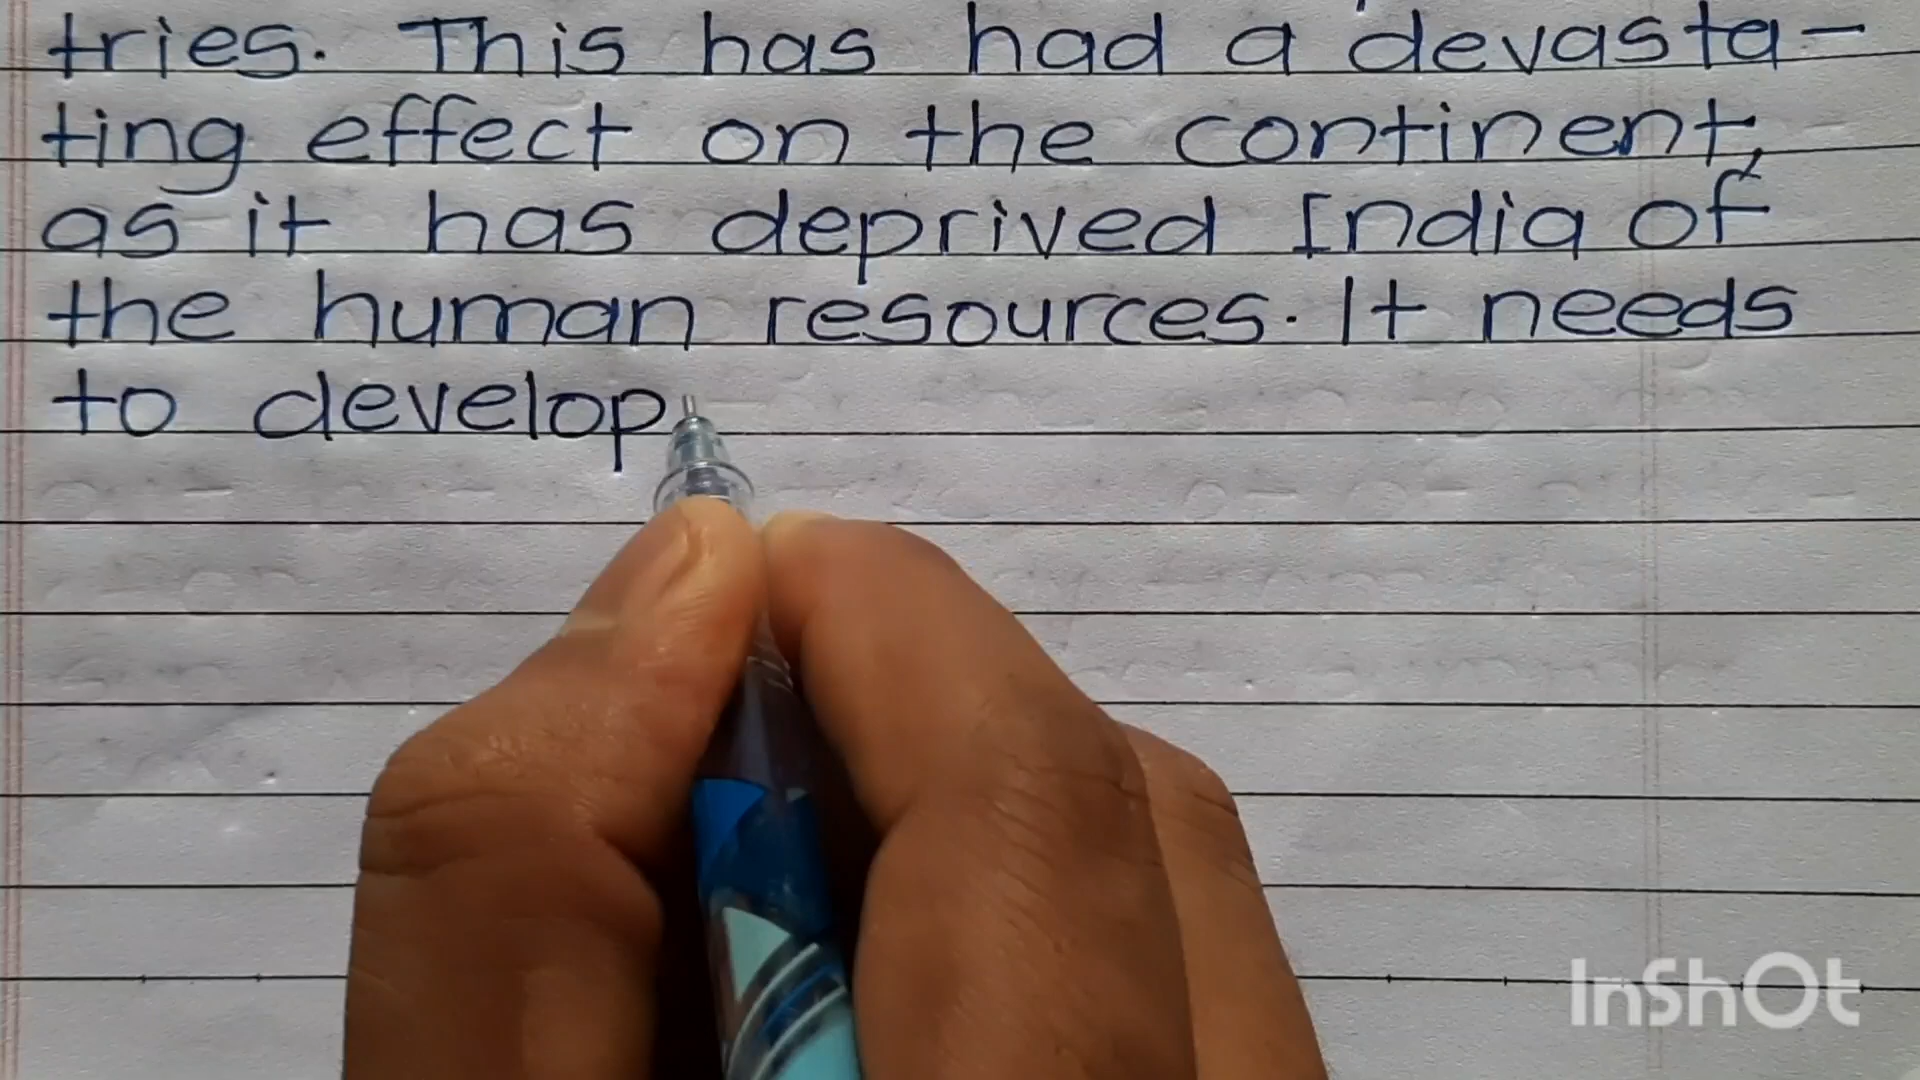 tries. This has had a devasta-
ting effect on the continent,
as it has deprived India of
the human resources. It needs
to develop
InShOt